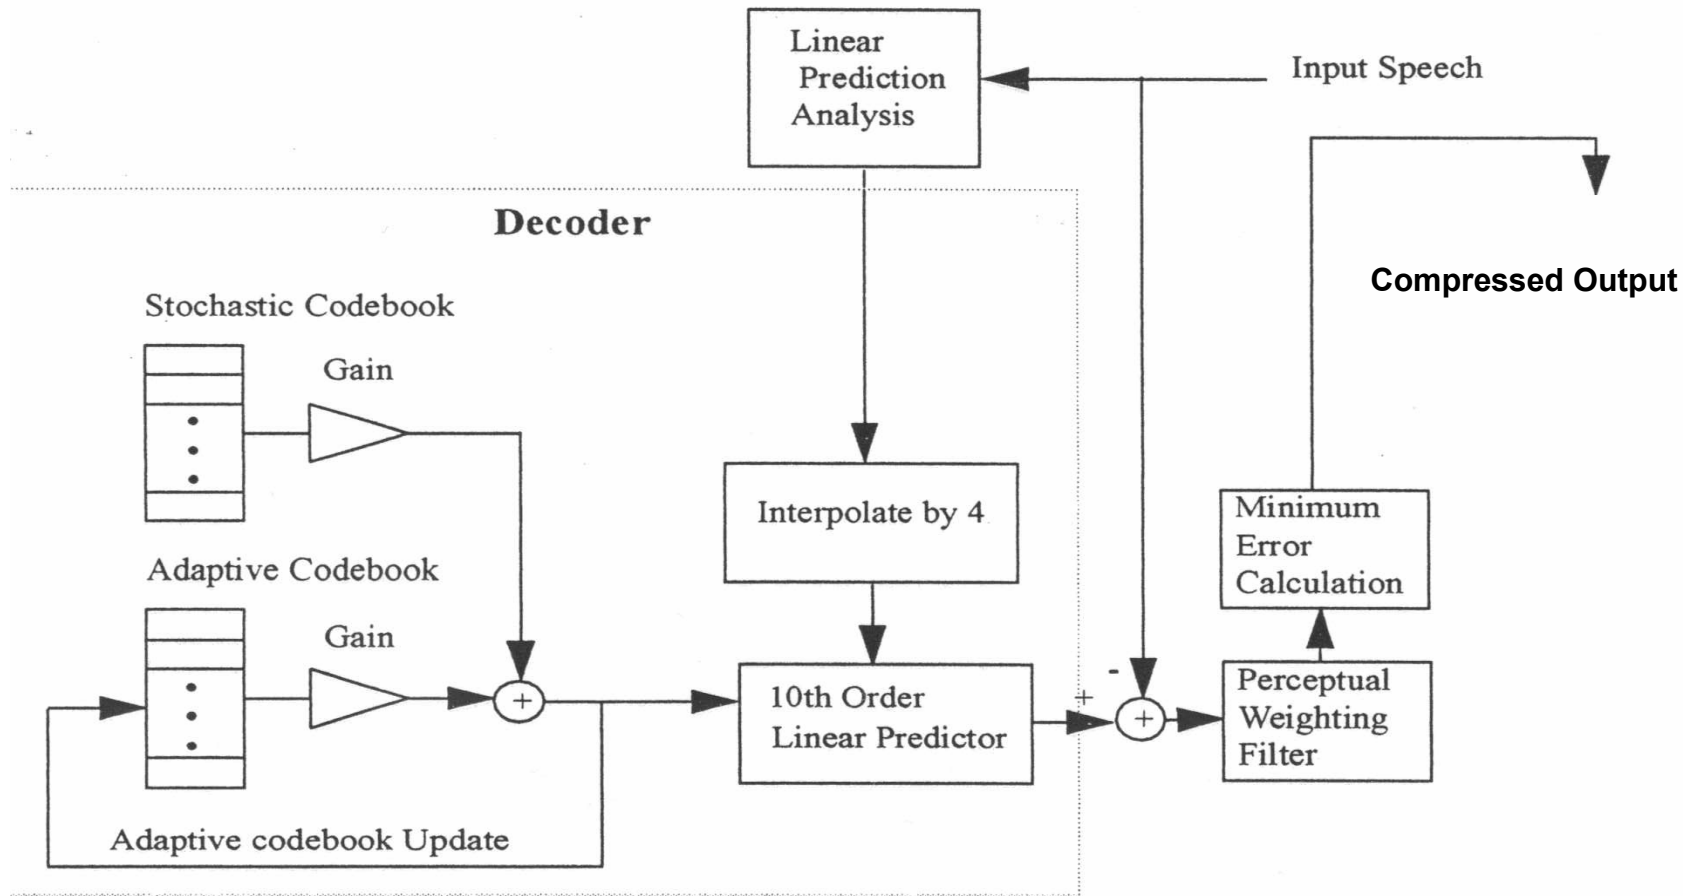 Linear
Prediction
Analysis
Input Speech
Decoder
Compressed Output
Stochastic Codebook
Gain
Interpolate by 4
Minimum
Error
Calculation
Adaptive Codebook
Gain
+
10th Order
Linear Predictor
-
+
+
Perceptual
Weighting
Filter
Adaptive codebook Update